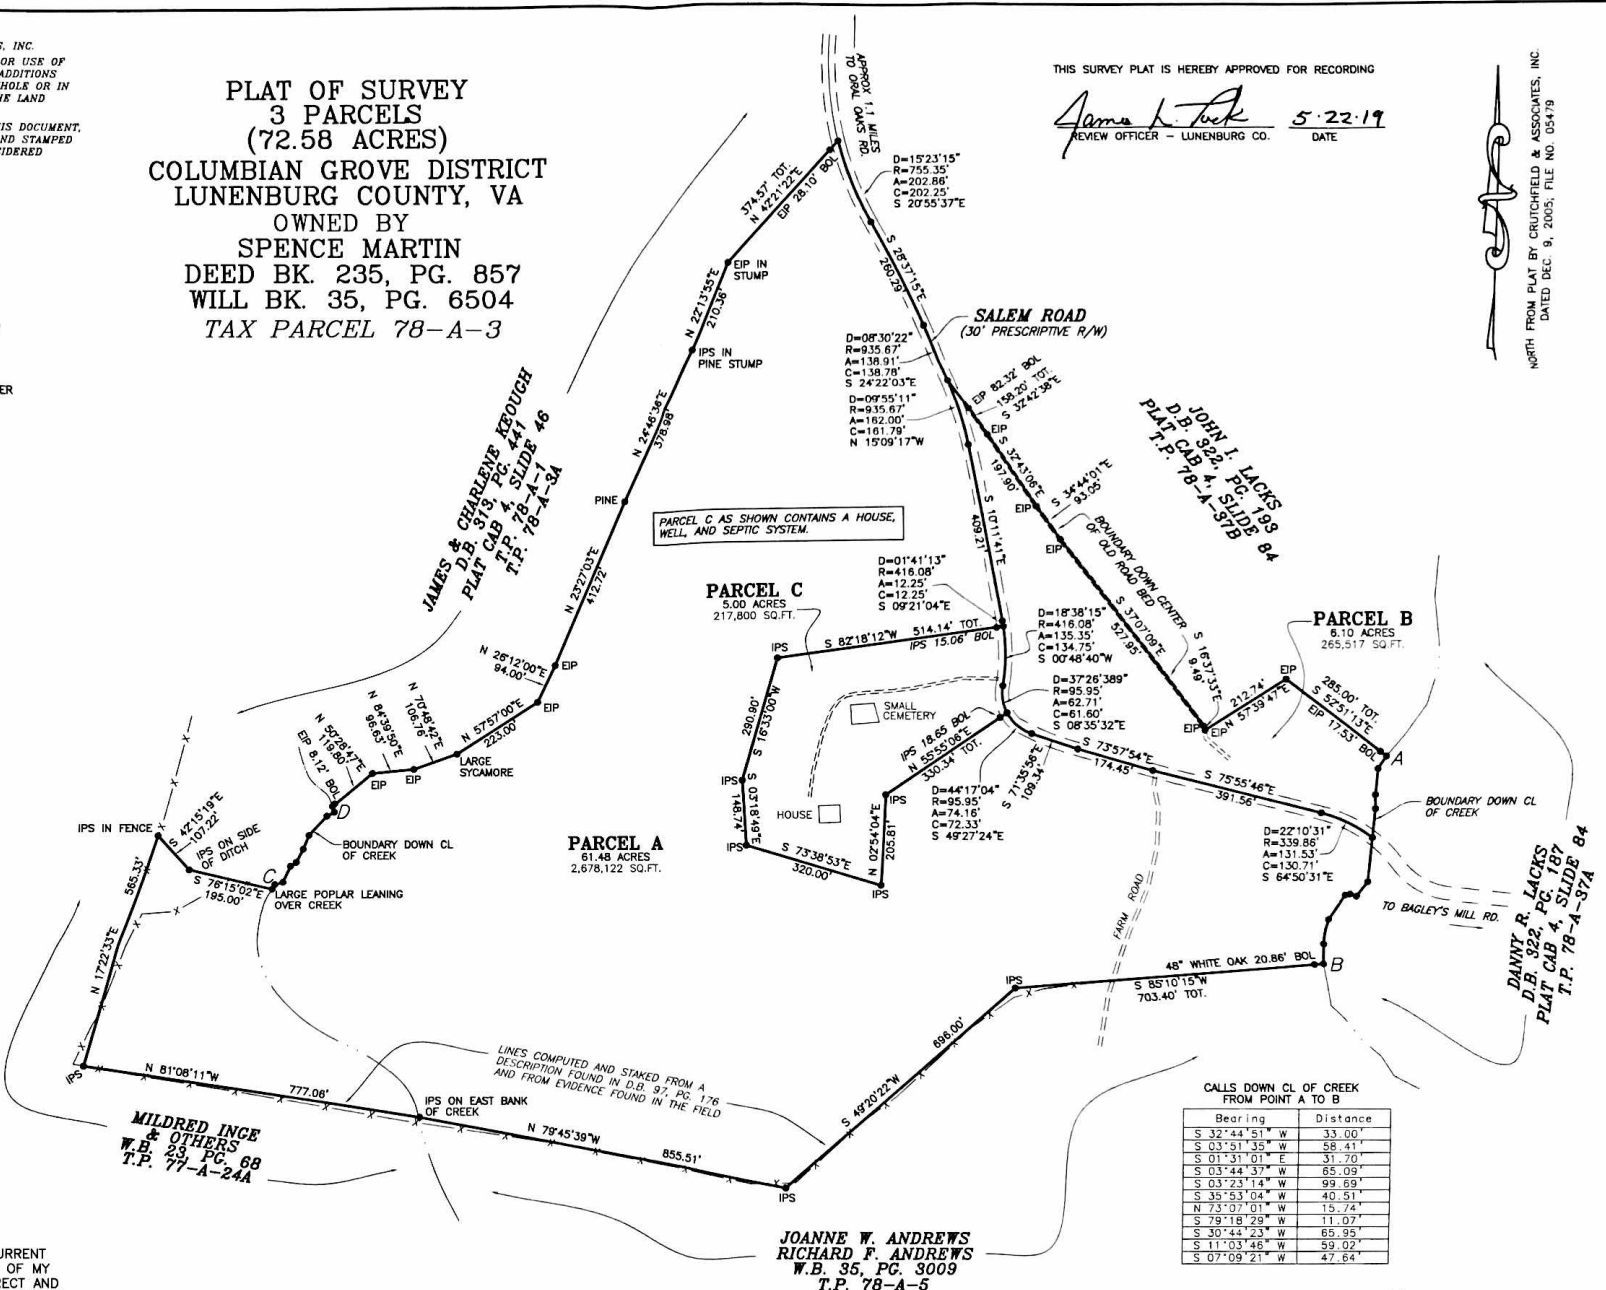 S, INC.
OR USE OF
ADDITIONS
HOLE OR IN
HE LAND
IS DOCUMENT,
ND STAMPED
SIDERED
ER
URRENT
OF MY
RECT AND
PLAT OF SURVEY
3 PARCELS
(72.58 ACRES)
COLUMBIAN GROVE DISTRICT
LUNENBURG COUNTY, VA
OWNED BY
SPENCE MARTIN
DEED BK. 235, PG. 857
WILL BK. 35, PG. 6504
TAX PARCEL 78-A-3
THIS SURVEY PLAT IS HEREBY APPROVED FOR RECORDING
James L. Tuck 5-22-19
REVIEW OFFICER - LUNENBURG CO. DATE
NORTH FROM PLAT BY CRUTCHFIELD & ASSOCIATES, INC.
DATED DEC. 9, 2005; FILE NO. 05479
APPROX 1.1 MILES
TO ORAL OAKS RD.
374.57' TOT.
N 42°21'22"E
EIP 28.10' BOL
D=15°23'15"
R=755.35'
A=202.86'
C=202.25'
S 20°55'37"E
EIP IN
STUMP
N 22°13'55"E
210.36'
IPS IN
PINE STUMP
S 28°37'15"E
260.29'
SALEM ROAD
(30' PRESCRIPTIVE R/W)
D=08°30'22"
R=935.67'
A=138.91'
C=138.78'
S 24°22'03"E
D=09°55'11"
R=935.67'
A=162.00'
C=161.79'
N 15°09'17"W
EIP 82.32' BOL
158.20' TOT.
S 32°42'38"E
EIP
S 32°43'06"E
197.90'
S 34°44'01"E
93.05'
EIP
EIP
BOUNDARY DOWN CENTER
OF OLD ROAD BED
S 37°07'09"E
527.95'
S 16°37'33"E
9.49'
JOHN I. LACKS
D.B. 322, PG. 193
PLAT CAB 4, SLIDE 84
T.P. 78-A-37B
JAMES & CHARLENE KEOUGH
D.B. 313, PG. 441
PLAT CAB 4, SLIDE 46
T.P. 78-A-1
T.P. 78-A-3A
N 24°46'36"E
378.98'
PINE
N 23°27'03"E
412.72'
PARCEL C AS SHOWN CONTAINS A HOUSE,
WELL, AND SEPTIC SYSTEM.
S 10°11'41"E
409.21'
D=01°41'13"
R=416.08'
A=12.25'
C=12.25'
S 09°21'04"E
PARCEL C
5.00 ACRES
217,800 SQ.FT.
IPS
S 82°18'12"W 514.14' TOT.
IPS 15.06' BOL
D=18°38'15"
R=416.08'
A=135.35'
C=134.75'
S 00°48'40"W
PARCEL B
6.10 ACRES
265,517 SQ.FT.
EIP
EIP
EIP
212.74'
N 57°39'47"E
285.00' TOT.
S 52°51'13"E
EIP 17.53' BOL
A
D=37°26'389"
R=95.95'
A=62.71'
C=61.60'
S 08°35'32"E
N 26°12'00"E
94.00'
EIP
EIP
N 57°57'00"E
223.00'
LARGE
SYCAMORE
N 70°48'42"E
106.76'
N 84°39'50"E
96.63'
N 50°28'47"E
119.80'
EIP 8.12' BOL
EIP
EIP
D
SMALL
CEMETERY
290.90'
S 16°33'00"W
IPS
IPS 18.65 BOL
N 55°55'06"E
330.34' TOT.
S 71°35'56"E
109.34'
S 73°57'54"E
174.45'
S 75°55'46"E
391.56'
BOUNDARY DOWN CL
OF CREEK
IPS
HOUSE
148.74'
S 03°18'49"E
D=44°17'04"
R=95.95'
A=74.16'
C=72.33'
S 49°27'24"E
D=22°10'31"
R=339.86'
A=131.53'
C=130.71'
S 64°50'31"E
IPS IN FENCE
S 42°15'19"E
107.22'
IPS ON SIDE
OF DITCH
BOUNDARY DOWN CL
OF CREEK
S 76°15'02"E
195.00'
C
LARGE POPLAR LEANING
OVER CREEK
PARCEL A
61.48 ACRES
2,678,122 SQ.FT.
IPS
S 73°38'53"E
320.00'
N 02°54'04"E
205.81'
IPS
FARM ROAD
TO BAGLEY'S MILL RD.
DANNY R. LACKS
D.B. 322, PG. 187
PLAT CAB 4, SLIDE 84
T.P. 78-A-37A
565.33'
N 17°22'33"E
48" WHITE OAK 20.86' BOL
S 85°10'15"W
703.40' TOT.
B
IPS
696.00'
S 49°20'22"W
IPS
N 81°08'11"W
777.06'
LINES COMPUTED AND STAKED FROM A
DESCRIPTION FOUND IN D.B. 97, PG. 176
AND FROM EVIDENCE FOUND IN THE FIELD
IPS ON EAST BANK
OF CREEK
N 79°45'39"W
855.51'
IPS
MILDRED INGE
& OTHERS
W.B. 23, PG. 68
T.P. 77-A-24A
JOANNE W. ANDREWS
RICHARD F. ANDREWS
W.B. 35, PG. 3009
T.P. 78-A-5
CALLS DOWN CL OF CREEK
FROM POINT A TO B
Bearing Distance
S 32°44'51" W 33.00'
S 03°51'35" W 58.41'
S 01°31'01" E 31.70'
S 03°44'37" W 65.09'
S 03°23'14" W 99.69'
S 35°53'04" W 40.51'
N 73°07'01" W 15.74'
S 79°18'29" W 11.07'
S 30°44'23" W 65.95'
S 11°03'46" W 59.02'
S 07°09'21" W 47.64'